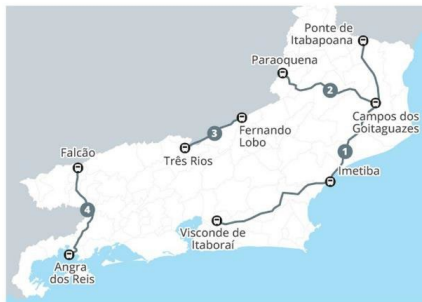 Ponte de
Itabapoana
Paraoquena
2
Campos dos
Goitaguazes
3
Fernando
Lobo
Três Rios
1
Falcão
Imetiba
4
Visconde de
Itaboraí
Angra
dos Reis